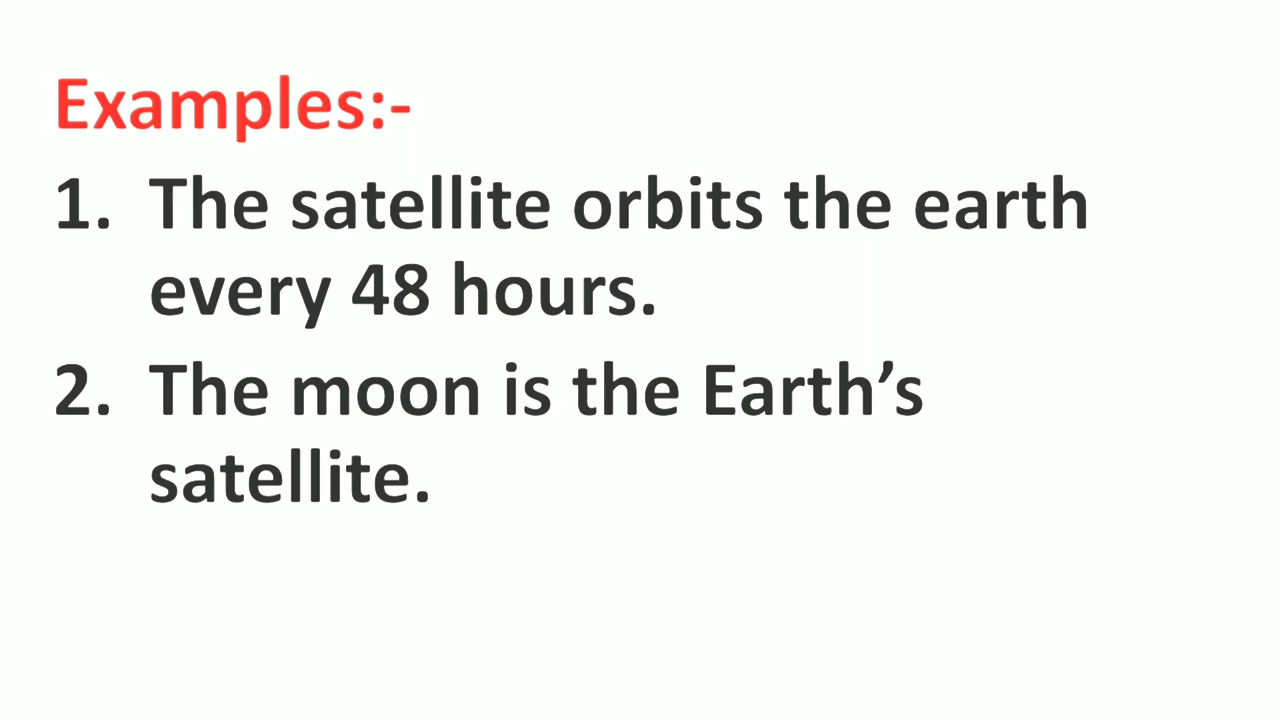 Examples:-
1. The satellite orbits the earth
every 48 hours.
2. The moon is the Earth’s
satellite.